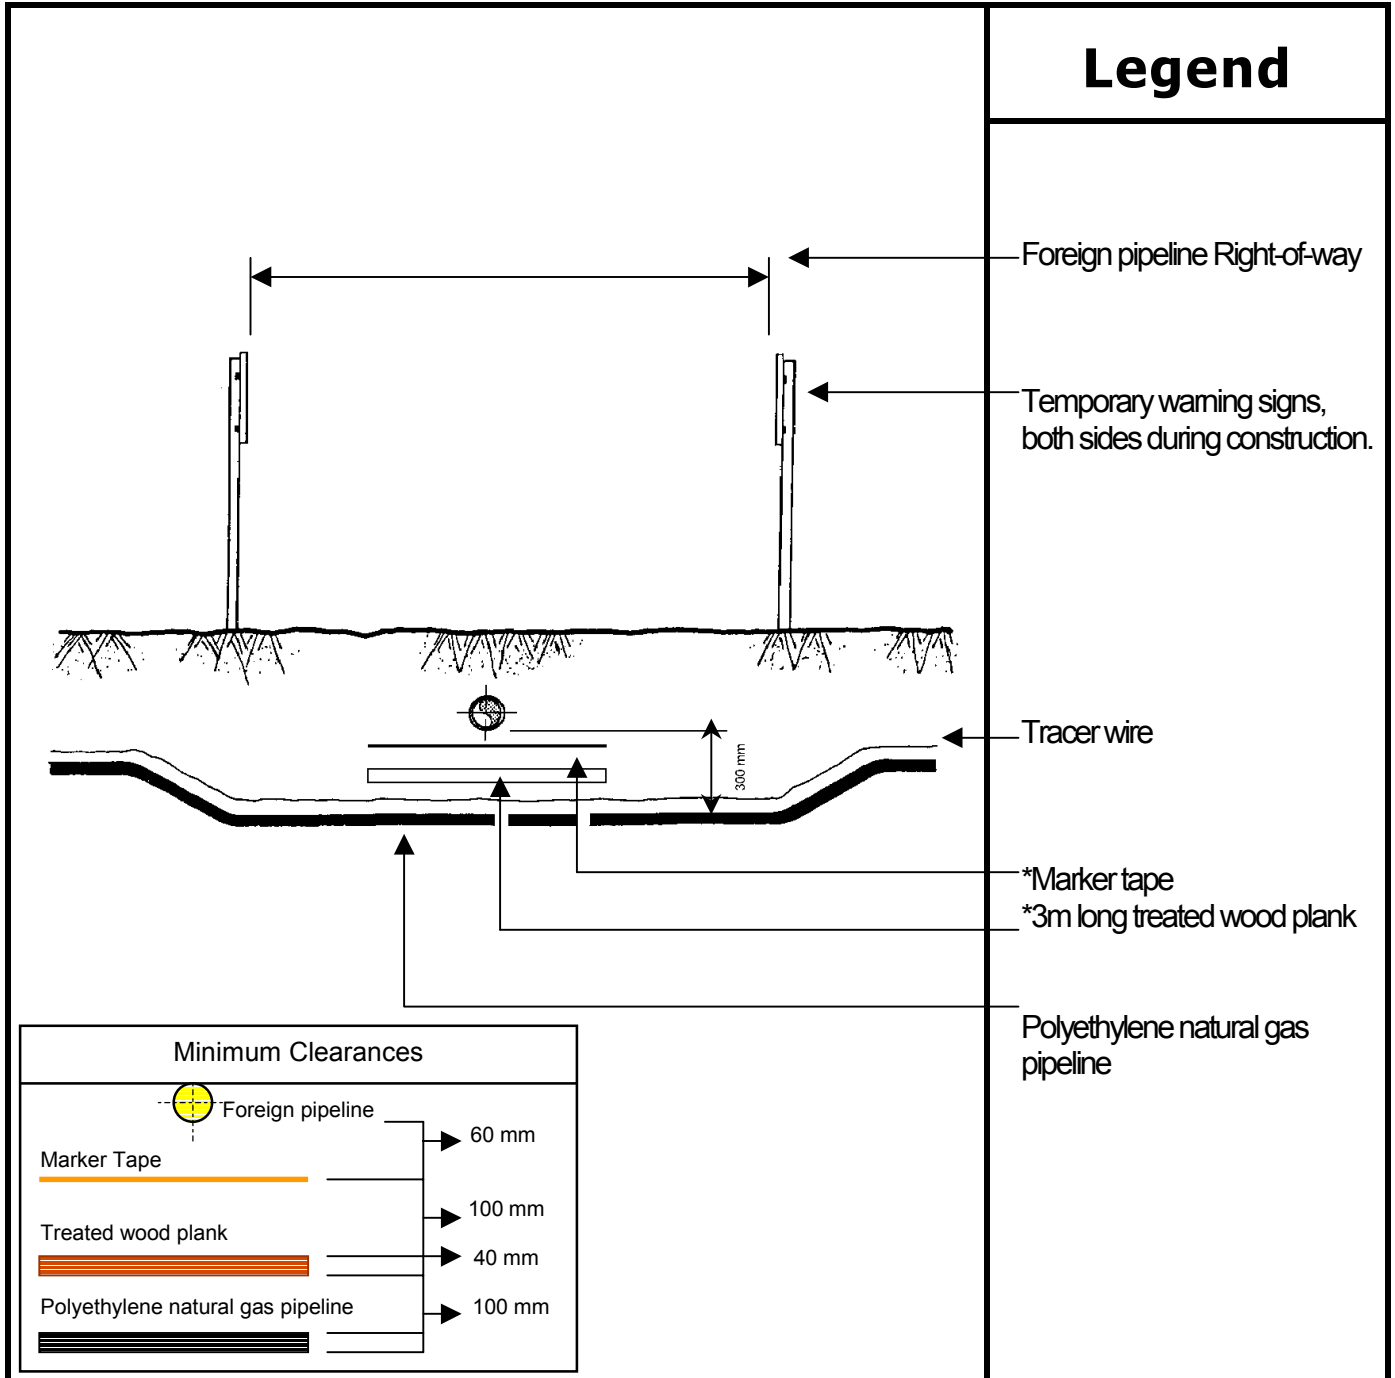 Legend
Foreign pipeline Right-of-way
Temporary warning signs,
both sides during construction.
Tracer wire
300 mm
*Marker tape
*3m long treated wood plank
Polyethylene natural gas
pipeline
Minimum Clearances
Foreign pipeline
60 mm
Marker Tape
100 mm
Treated wood plank
40 mm
Polyethylene natural gas pipeline
100 mm